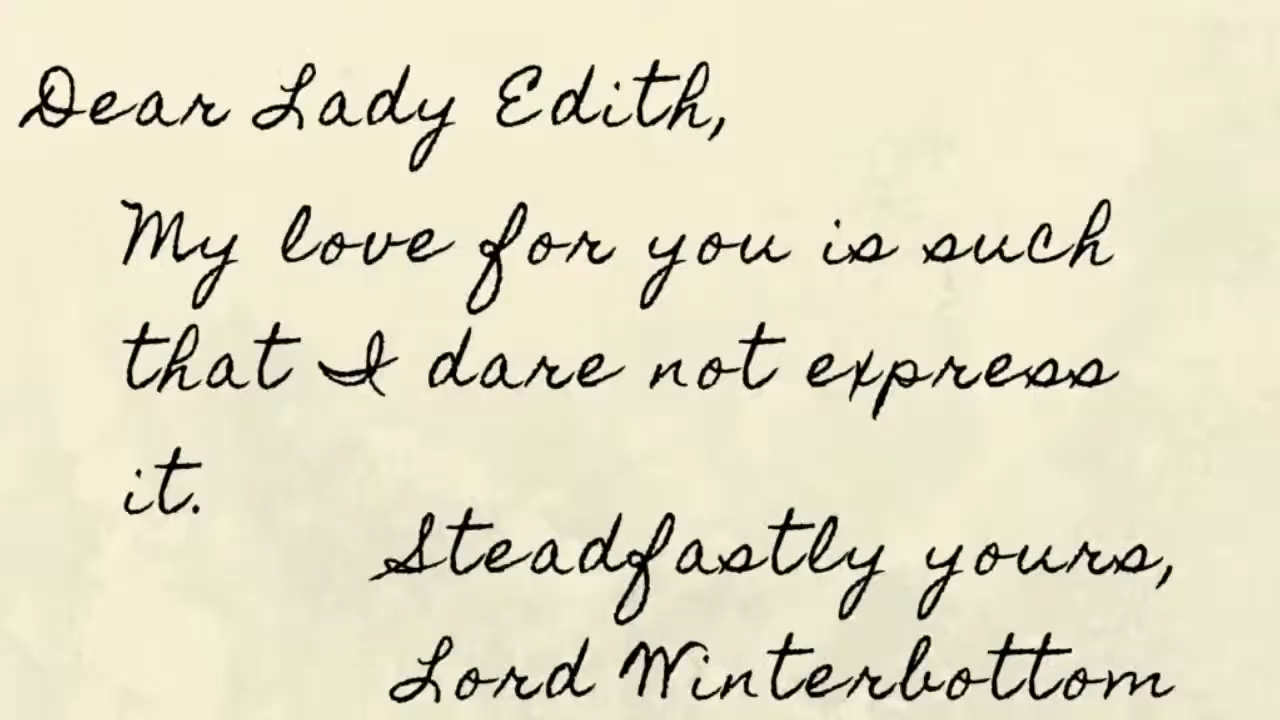 Dear Lady Edith,
My love for you is such
that I dare not express
it.
Steadfastly yours,
Lord Winterbottom